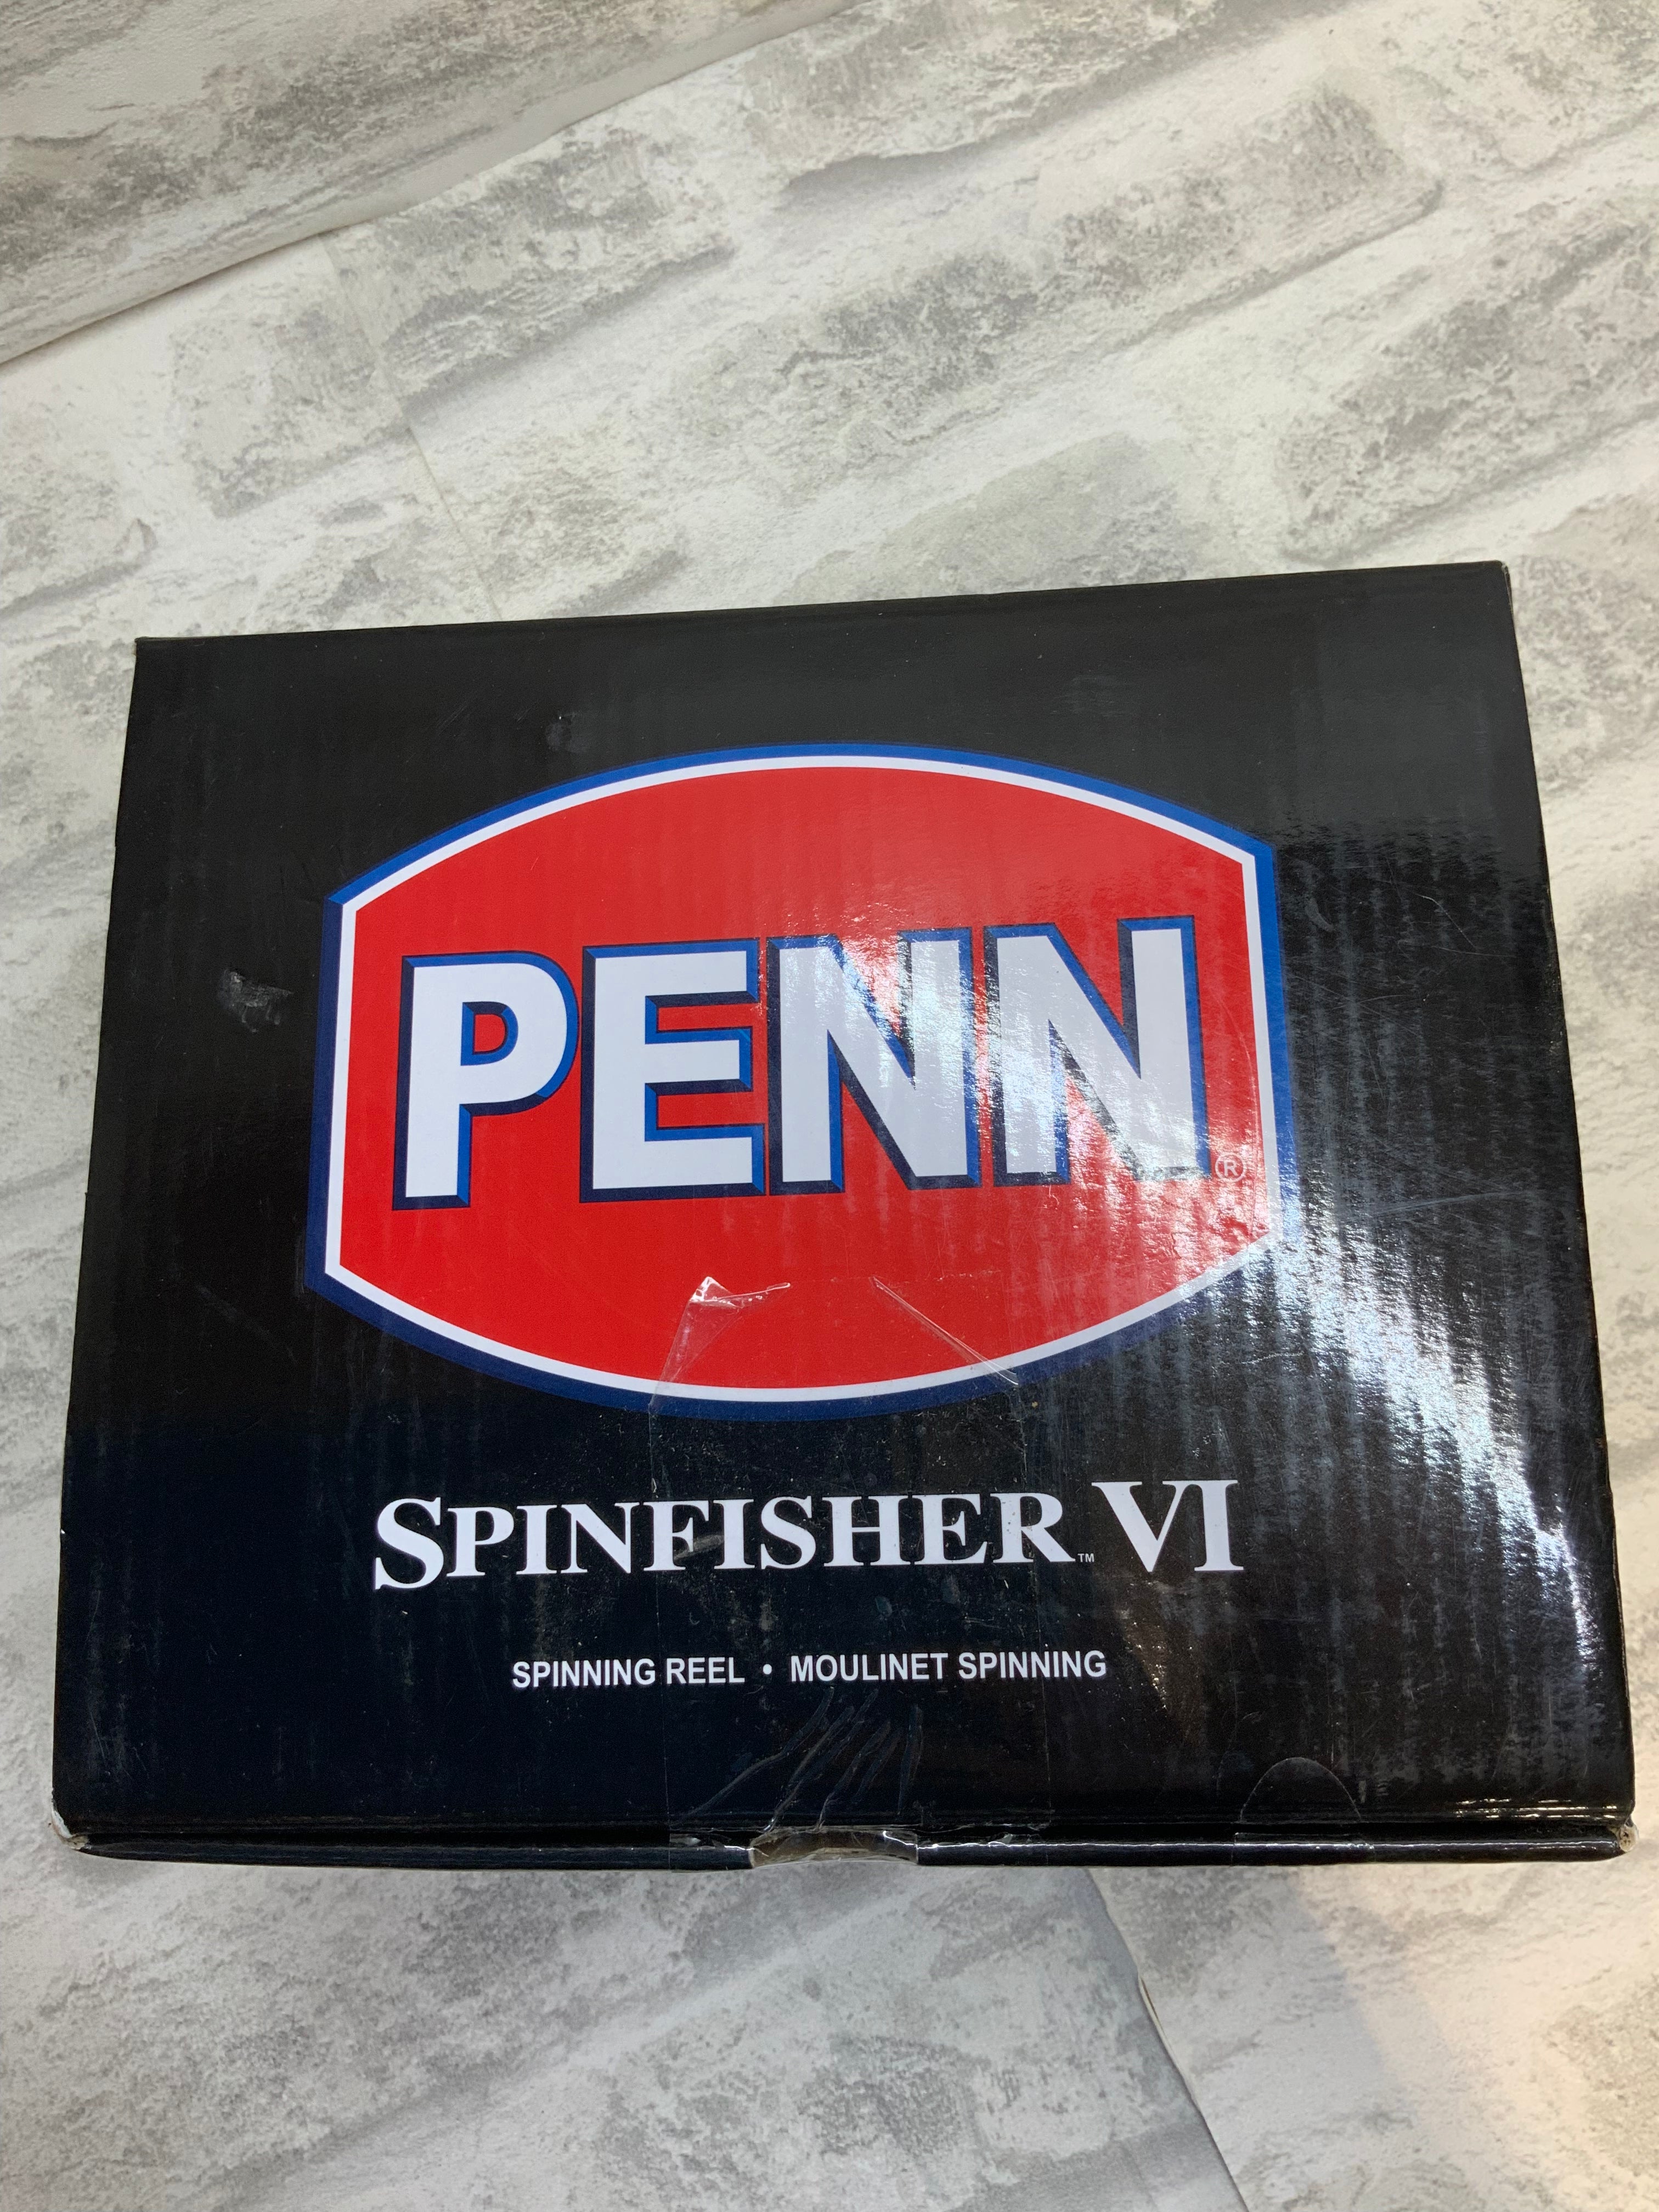 PENN®
SPINFISHER™ VI
SPINNING REEL • MOULINET SPINNING